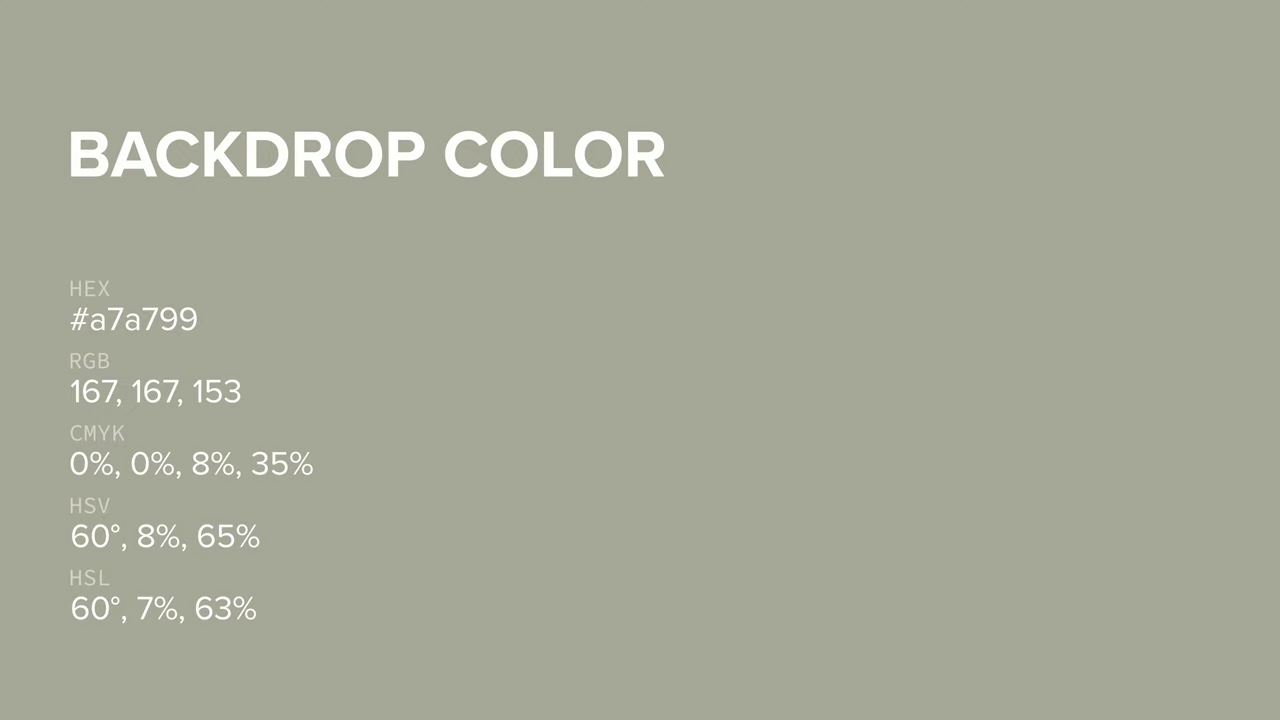 BACKDROP COLOR
HEX
#a7a799
RGB
167, 167, 153
CMYK
0%, 0%, 8%, 35%
HSV
60°, 8%, 65%
HSL
60°, 7%, 63%